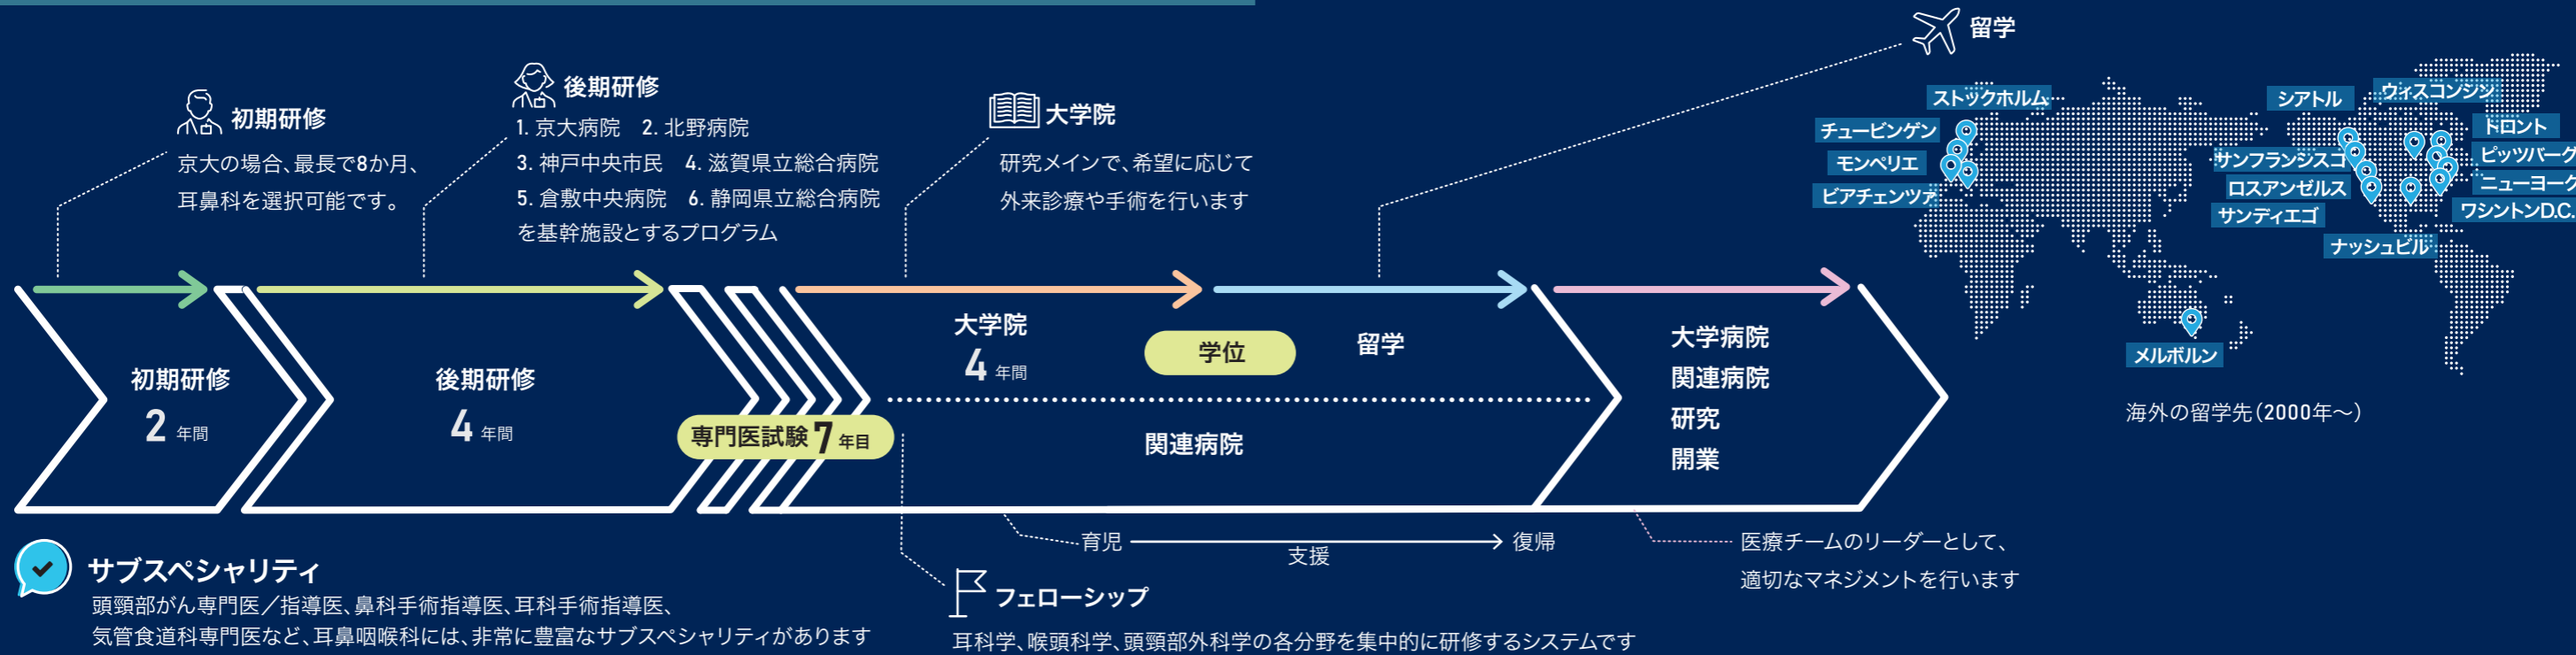 初期研修
京大の場合、最長で8か月、
耳鼻科を選択可能です。
後期研修
1. 京大病院　2. 北野病院
3. 神戸中央市民　4. 滋賀県立総合病院
5. 倉敷中央病院　6. 静岡県立総合病院
を基幹施設とするプログラム
大学院
研究メインで、希望に応じて
外来診療や手術を行います
留学
ストックホルム
チュービンゲン
モンペリエ
ビアチェンツァ
シアトル
ウィスコンジン
トロント
サンフランシスコ
ピッツバーグ
ロスアンゼルス
ニューヨーク
サンディエゴ
ワシントンD.C.
ナッシュビル
メルボルン
海外の留学先（2000年～）
初期研修
2 年間
後期研修
4 年間
専門医試験 7 年目
大学院
4 年間
学位
留学
関連病院
大学病院
関連病院
研究
開業
育児
支援
復帰
医療チームのリーダーとして、
適切なマネジメントを行います
サブスペシャリティ
頭頸部がん専門医／指導医、鼻科手術指導医、耳科手術指導医、
気管食道科専門医など、耳鼻咽喉科には、非常に豊富なサブスペシャリティがあります
フェローシップ
耳科学、喉頭科学、頭頸部外科学の各分野を集中的に研修するシステムです